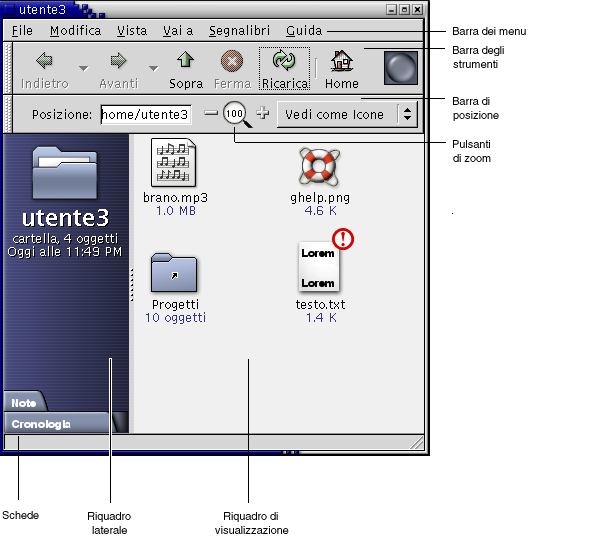 utente3
File Modifica Vista Vai a Segnalibri Guida
Barra dei menu
Barra degli
strumenti
Indietro Avanti Sopra Ferma Ricarica Home
Barra di
posizione
Posizione: home/utente3 100 Vedi come Icone
Pulsanti
di zoom
utente3
cartella, 4 oggetti
Oggi alle 11:49 PM
brano.mp3
1.0 MB
ghelp.png
4.6 K
Progetti
10 oggetti
Lorem
Lorem
testo.txt
1.4 K
Note
Cronologia
Schede
Riquadro
laterale
Riquadro di
visualizzazione